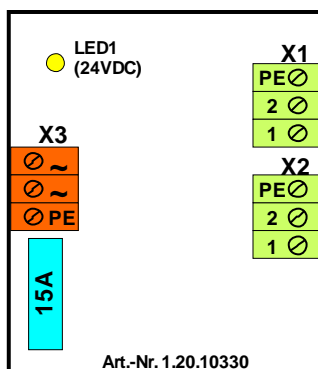 LED1
(24VDC)
X1
PE
2
1
X3
~
~
PE
X2
PE
2
1
15A
Art.-Nr. 1.20.10330